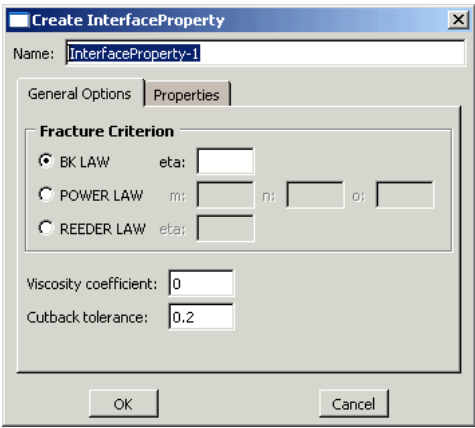 Create InterfaceProperty
Name: InterfaceProperty-1
General Options Properties
Fracture Criterion
BK LAW eta:
POWER LAW m: n: o:
REEDER LAW eta:
Viscosity coefficient: 0
Cutback tolerance: 0.2
OK Cancel